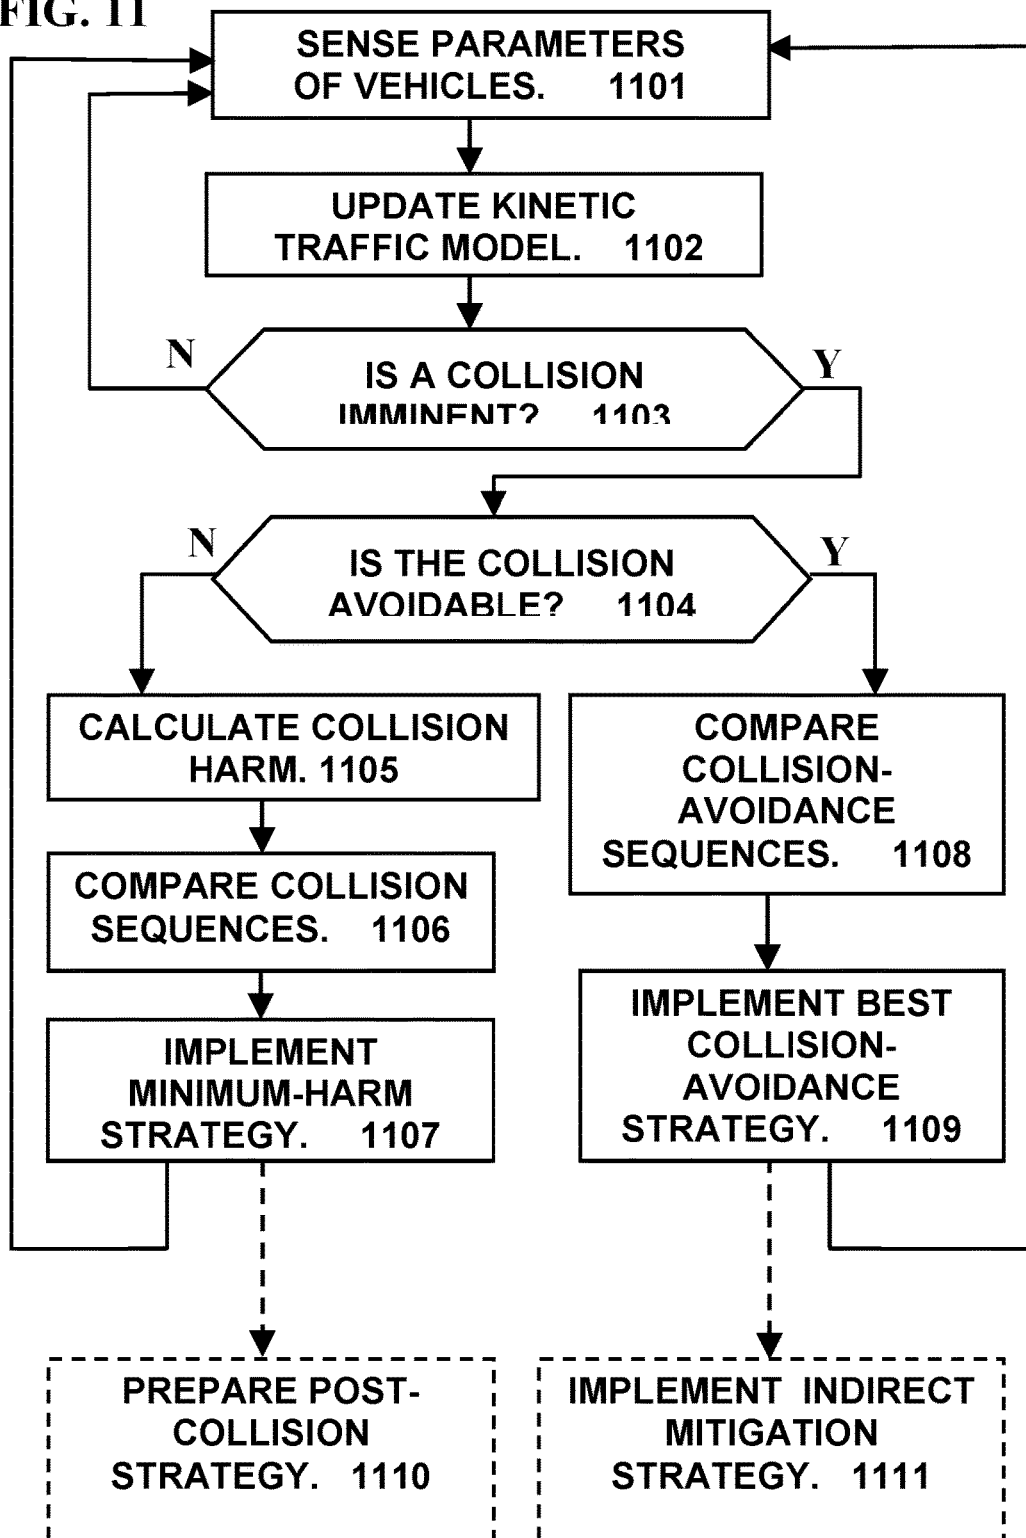 FIG. 11
SENSE PARAMETERS
OF VEHICLES. 1101
UPDATE KINETIC
TRAFFIC MODEL. 1102
N
Y
IS A COLLISION
IMMINENT? 1103
N
Y
IS THE COLLISION
AVOIDABLE? 1104
CALCULATE COLLISION
HARM. 1105
COMPARE COLLISION
SEQUENCES. 1106
IMPLEMENT
MINIMUM-HARM
STRATEGY. 1107
COMPARE
COLLISION-
AVOIDANCE
SEQUENCES. 1108
IMPLEMENT BEST
COLLISION-
AVOIDANCE
STRATEGY. 1109
PREPARE POST-
COLLISION
STRATEGY. 1110
IMPLEMENT INDIRECT
MITIGATION
STRATEGY. 1111